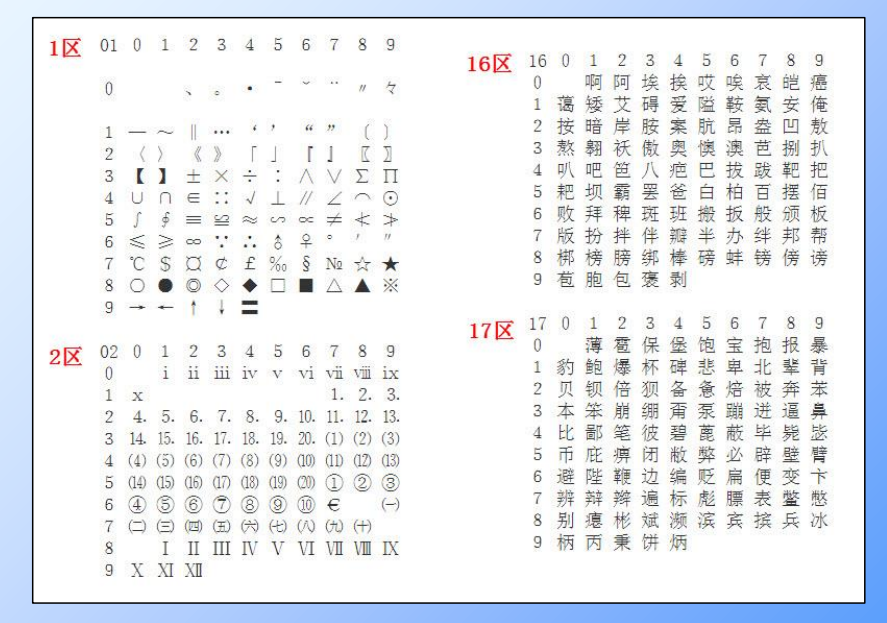 1区 01 0 1 2 3 4 5 6 7 8 9
0 、 。 · ˉ ˇ ¨ 〃 々
1 — ~ ‖ … ‘ ’ “ ” 〔 〕
2 〈 〉 《 》 「 」 『 』 〖 〗
3 【 】 ± × ÷ ∶ ∧ ∨ ∑ ∏
4 ∪ ∩ ∈ ∷ √ ⊥ ∥ ∠ ⌒ ⊙
5 ∫ ∮ ≡ ≌ ≈ ∽ ∝ ≠ ≮ ≯
6 ≤ ≥ ∞ ∵ ∴ ♂ ♀ ° ′ ″
7 ℃ $ ¤ ¢ £ ‰ § № ☆ ★
8 ○ ● ◎ ◇ ◆ □ ■ △ ▲ ※
9 → ← ↑ ↓ 〓
2区 02 0 1 2 3 4 5 6 7 8 9
0 i ii iii iv v vi vii viii ix
1 x 1. 2. 3.
2 4. 5. 6. 7. 8. 9. 10. 11. 12. 13.
3 14. 15. 16. 17. 18. 19. 20. (1) (2) (3)
4 (4) (5) (6) (7) (8) (9) (10) (11) (12) (13)
5 (14) (15) (16) (17) (18) (19) (20) ① ② ③
6 ④ ⑤ ⑥ ⑦ ⑧ ⑨ ⑩ € (一)
7 (二) (三) (四) (五) (六) (七) (八) (九) (十)
8 I II III IV V VI VII VIII IX
9 X XI XII
16区 16 0 1 2 3 4 5 6 7 8 9
0 啊 阿 埃 挨 哎 唉 哀 皑 癌
1 蔼 矮 艾 碍 爱 隘 鞍 氨 安 俺
2 按 暗 岸 胺 案 肮 昂 盎 凹 敖
3 熬 翱 袄 傲 奥 懊 澳 芭 捌 扒
4 叭 吧 笆 八 疤 巴 拔 跋 靶 把
5 耙 坝 霸 罢 爸 白 柏 百 摆 佰
6 败 拜 稗 斑 班 搬 扳 般 颁 板
7 版 扮 拌 伴 瓣 半 办 绊 邦 帮
8 梆 榜 膀 绑 棒 磅 蚌 镑 傍 谤
9 苞 胞 包 褒 剥
17区 17 0 1 2 3 4 5 6 7 8 9
0 薄 雹 保 堡 饱 宝 抱 报 暴
1 豹 鲍 爆 杯 碑 悲 卑 北 辈 背
2 贝 钡 倍 狈 备 惫 焙 被 奔 苯
3 本 笨 崩 绷 甭 泵 蹦 迸 逼 鼻
4 比 鄙 笔 彼 碧 蓖 蔽 毕 毙 毖
5 币 庇 痹 闭 敝 弊 必 辟 壁 臂
6 避 陛 鞭 边 编 贬 扁 便 变 卞
7 辨 辩 辫 遍 标 彪 膘 表 鳖 憋
8 别 瘪 彬 斌 濒 滨 宾 摈 兵 冰
9 柄 丙 秉 饼 炳